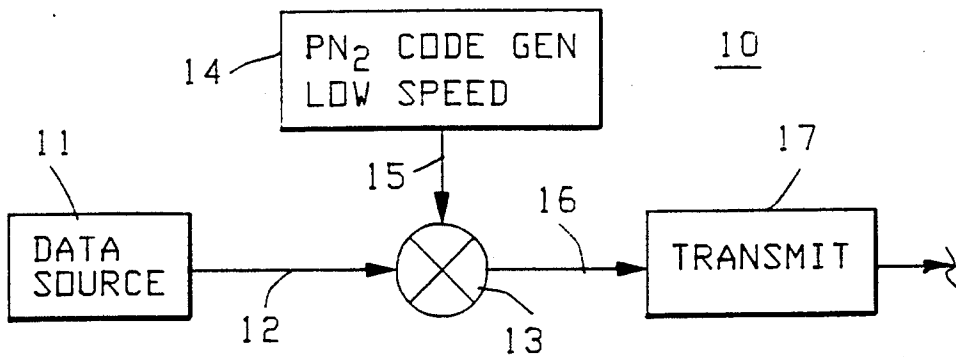 PN₂ CODE GEN
LOW SPEED
14
10
11
15
17
16
DATA
SOURCE
TRANSMIT
12
13